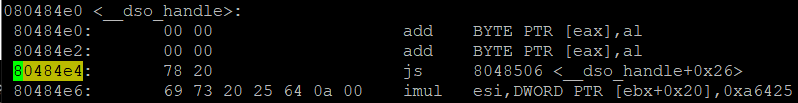 080484e0 <__dso_handle>:
80484e0: 00 00 add BYTE PTR [eax],al
80484e2: 00 00 add BYTE PTR [eax],al
80484e4: 78 20 js 8048506 <__dso_handle+0x26>
80484e6: 69 73 20 25 64 0a 00 imul esi,DWORD PTR [ebx+0x20],0xa6425